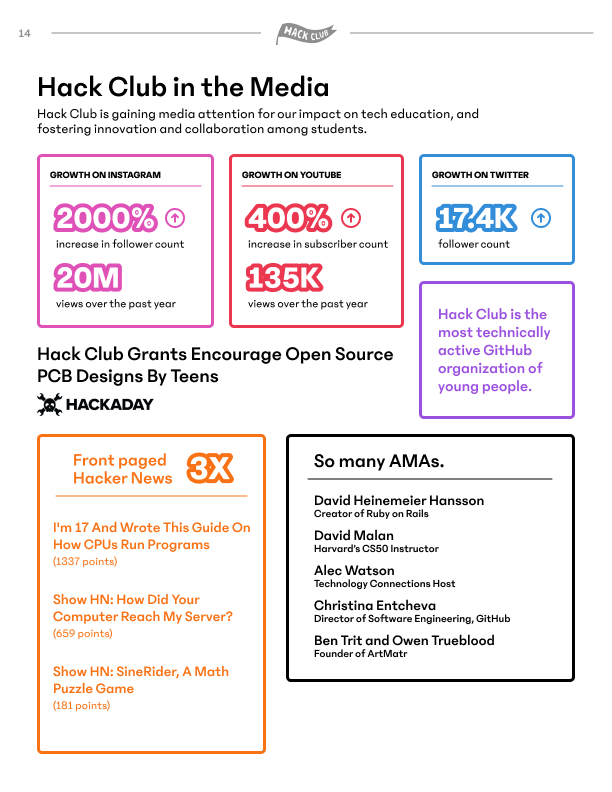 14
HACK CLUB
Hack Club in the Media
Hack Club is gaining media attention for our impact on tech education, and
fostering innovation and collaboration among students.
GROWTH ON INSTAGRAM
2000%
increase in follower count
20M
views over the past year
GROWTH ON YOUTUBE
400%
increase in subscriber count
135K
views over the past year
GROWTH ON TWITTER
17.4K
follower count
Hack Club is the
most technically
active GitHub
organization of
young people.
Hack Club Grants Encourage Open Source
PCB Designs By Teens
HACKADAY
Front paged
Hacker News
3X
I'm 17 And Wrote This Guide On
How CPUs Run Programs
(1337 points)
Show HN: How Did Your
Computer Reach My Server?
(659 points)
Show HN: SineRider, A Math
Puzzle Game
(181 points)
So many AMAs.
David Heinemeier Hansson
Creator of Ruby on Rails
David Malan
Harvard's CS50 Instructor
Alec Watson
Technology Connections Host
Christina Entcheva
Director of Software Engineering, GitHub
Ben Trit and Owen Trueblood
Founder of ArtMatr